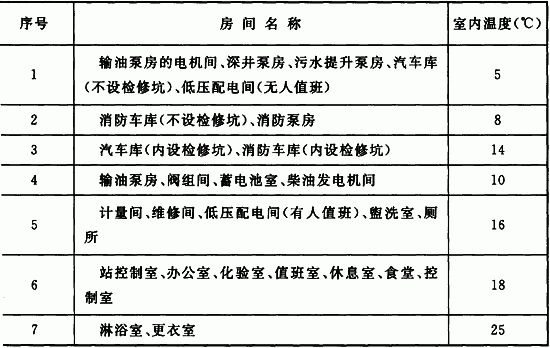 序号 房间名称 室内温度(℃)
1 输油泵房的电机间、深井泵房、污水提升泵房、汽车库
(不设检修坑)、低压配电间(无人值班) 5
2 消防车库(不设检修坑)、消防泵房 8
3 汽车库(内设检修坑)、消防车库(内设检修坑) 14
4 输油泵房、阀组间、蓄电池室、柴油发电机间 10
5 计量间、维修间、低压配电间(有人值班)、盥洗室、厕
所 16
6 站控制室、办公室、化验室、值班室、休息室、食堂、控
制室室 18
7 淋浴室、更衣室 25